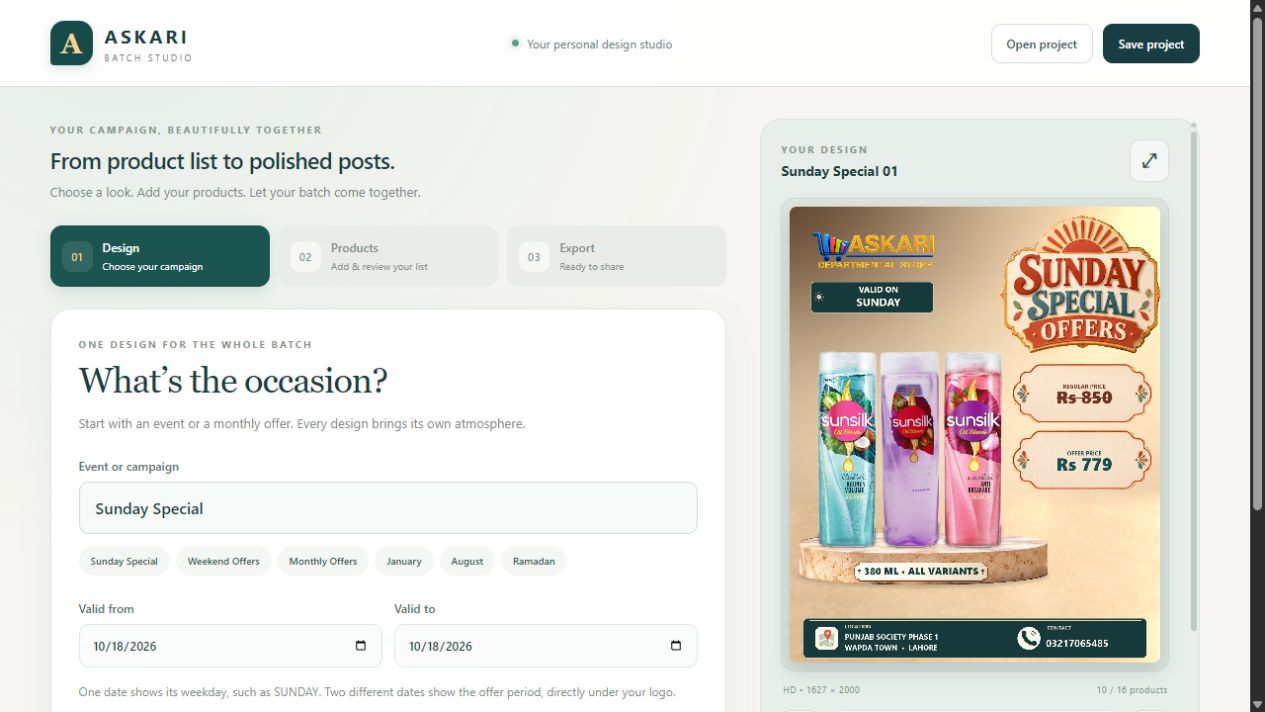 A
ASKARI
BATCH STUDIO
Your personal design studio
Open project
Save project
YOUR CAMPAIGN, BEAUTIFULLY TOGETHER
From product list to polished posts.
Choose a look. Add your products. Let your batch come together.
01
Design
Choose your campaign
02
Products
Add & review your list
03
Export
Ready to share
ONE DESIGN FOR THE WHOLE BATCH
What’s the occasion?
Start with an event or a monthly offer. Every design brings its own atmosphere.
Event or campaign
Sunday Special
Sunday Special
Weekend Offers
Monthly Offers
January
August
Ramadan
Valid from
Valid to
10/18/2026
10/18/2026
One date shows its weekday, such as SUNDAY. Two different dates show the offer period, directly under your logo.
YOUR DESIGN
Sunday Special 01
ASKARI
DEPARTMENTAL STORE
VALID ON
SUNDAY
SUNDAY
SPECIAL
OFFERS
REGULAR PRICE
Rs 850
OFFER PRICE
Rs 779
sunsilk
sunsilk
sunsilk
380 ML • ALL VARIANTS
LOCATION
PUNJAB SOCIETY PHASE 1
WAPDA TOWN • LAHORE
CONTACT
03217065485
HD • 1627 × 2000
10 / 16 products